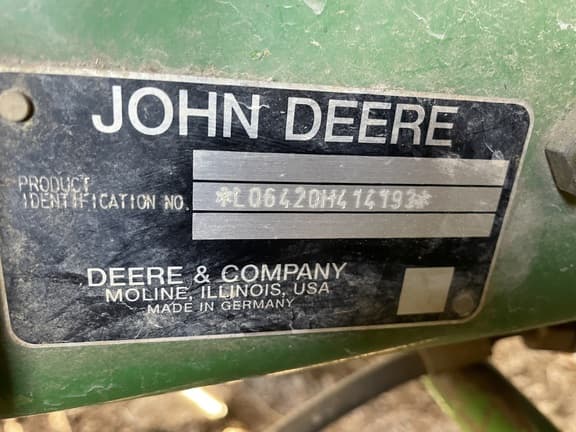 JOHN DEERE
PRODUCT
IDENTIFICATION NO. *L06420H414193*
DEERE & COMPANY
MOLINE, ILLINOIS, USA
MADE IN GERMANY